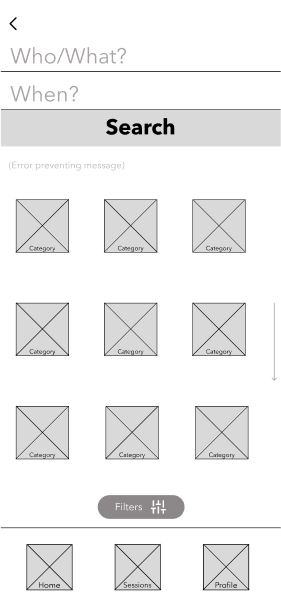 Who/What?
When?
Search
(Error preventing message)
Category Category Category
Category Category Category
Category Category Category
Filters
Home Sessions Profile